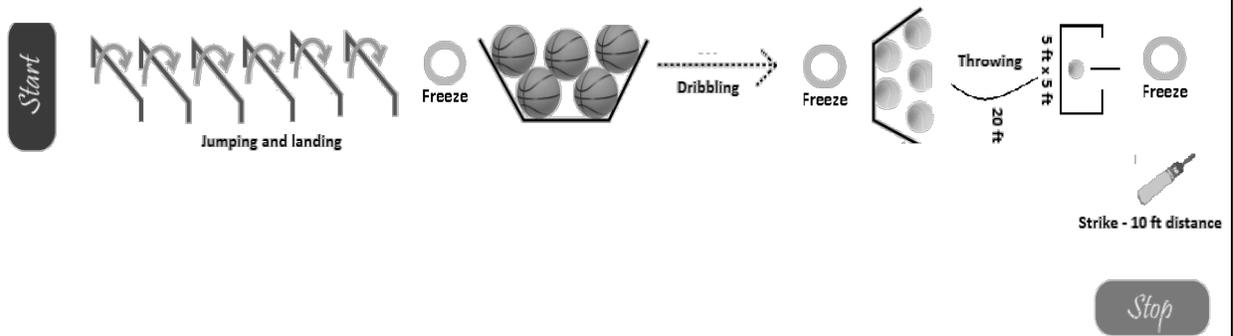 Start
Jumping and landing
Freeze
Dribbling
Freeze
Throwing
20 ft
5 ft x 5 ft
Freeze
Strike - 10 ft distance
Stop